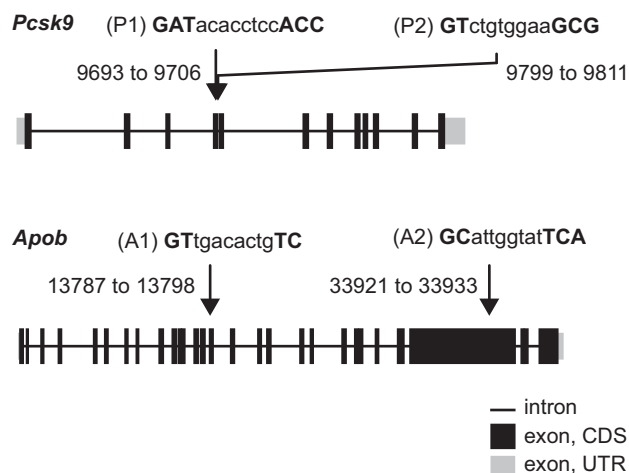 Pcsk9 (P1) GATacacctccACC (P2) GTctgtggaaGCG
9693 to 9706 9799 to 9811
Apob (A1) GTtgacactgTC (A2) GCattggtatTCA
13787 to 13798 33921 to 33933
intron
exon, CDS
exon, UTR